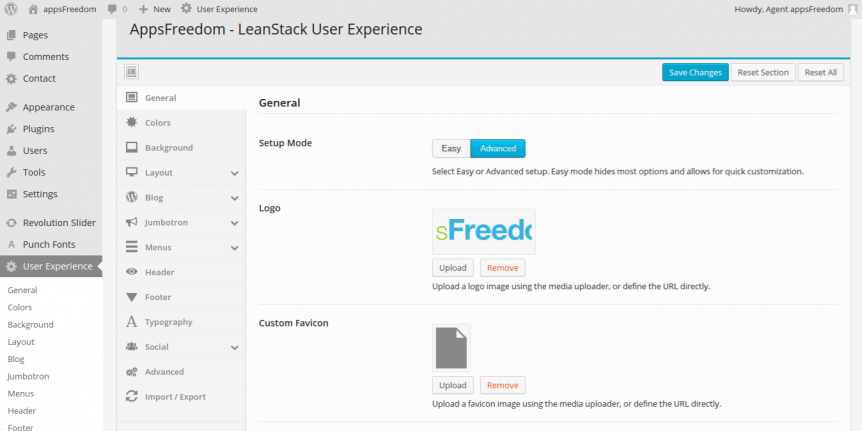 appsFreedom 0 + New User Experience Howdy, Agent appsFreedom
Pages
Comments
Contact
Appearance
Plugins
Users
Tools
Settings
Revolution Slider
Punch Fonts
User Experience
General
Colors
Background
Layout
Blog
Jumbotron
Menus
Header
Footer
AppsFreedom - LeanStack User Experience
Save Changes Reset Section Reset All
General
Colors
Background
Layout
Blog
Jumbotron
Menus
Header
Footer
Typography
Social
Advanced
Import / Export
General
Setup Mode
Easy Advanced
Select Easy or Advanced setup. Easy mode hides most options and allows for quick customization.
Logo
sFreedo
Upload Remove
Upload a logo image using the media uploader, or define the URL directly.
Custom Favicon
Upload Remove
Upload a favicon image using the media uploader, or define the URL directly.